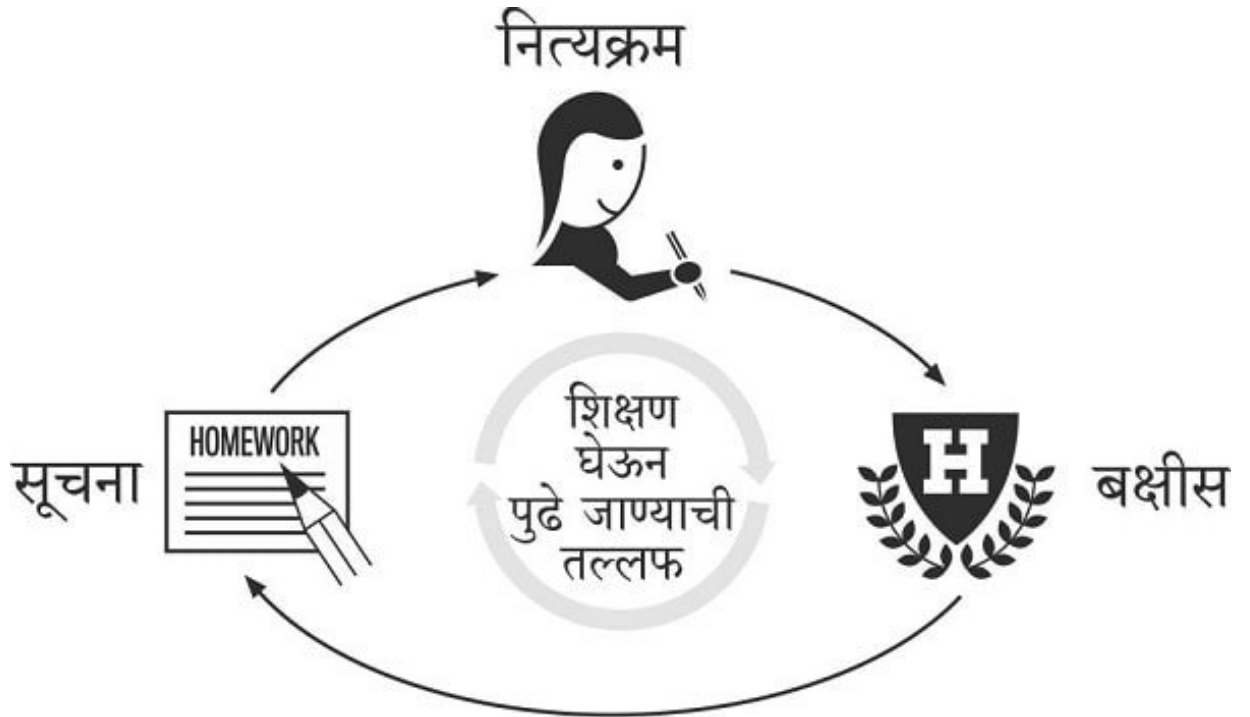 नित्यक्रम
सूचना
HOMEWORK
शिक्षण
घेऊन
पुढे जाण्याची
तल्लफ
H
बक्षीस